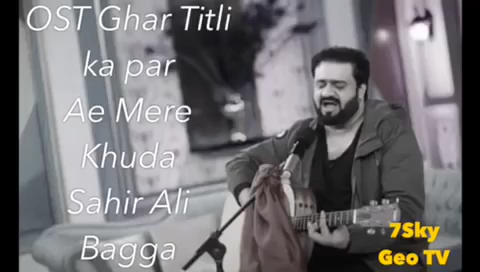 OST Ghar Titli
ka par
Ae Mere
Khuda
Sahir Ali
Bagga
7Sky
Geo TV